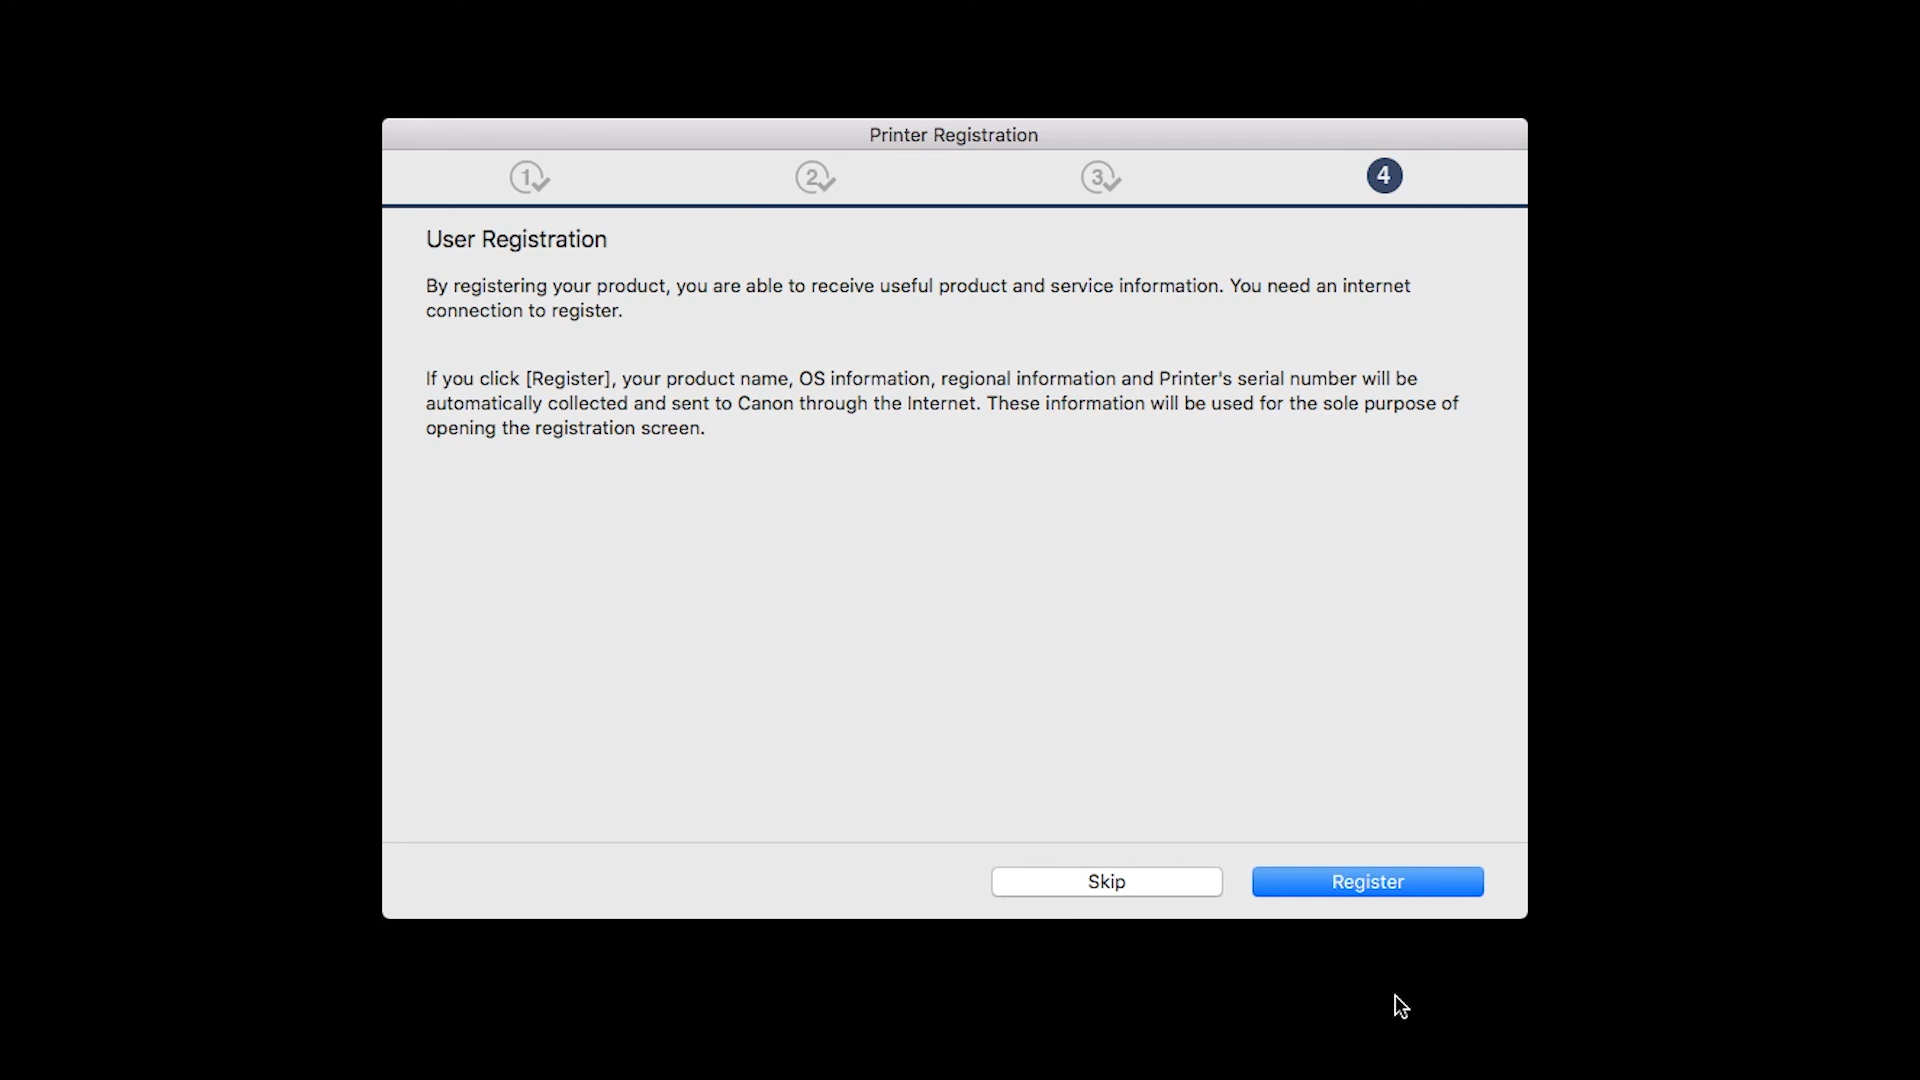 Printer Registration
1 2 3 4
User Registration
By registering your product, you are able to receive useful product and service information. You need an internet
connection to register.
If you click [Register], your product name, OS information, regional information and Printer's serial number will be
automatically collected and sent to Canon through the Internet. These information will be used for the sole purpose of
opening the registration screen.
Skip Register